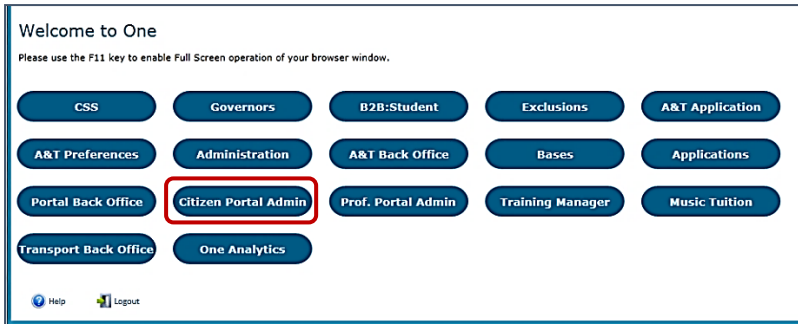 Welcome to One
Please use the F11 key to enable Full Screen operation of your browser window.
CSS Governors B2B:Student Exclusions A&T Application
A&T Preferences Administration A&T Back Office Bases Applications
Portal Back Office Citizen Portal Admin Prof. Portal Admin Training Manager Music Tuition
Transport Back Office One Analytics
Help Logout